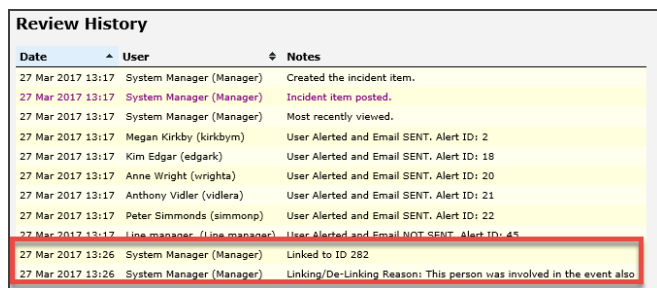 Review History
Date User Notes
27 Mar 2017 13:17 System Manager (Manager) Created the incident item.
27 Mar 2017 13:17 System Manager (Manager) Incident item posted.
27 Mar 2017 13:17 System Manager (Manager) Most recently viewed.
27 Mar 2017 13:17 Megan Kirkby (kirkbym) User Alerted and Email SENT. Alert ID: 2
27 Mar 2017 13:17 Kim Edgar (edgark) User Alerted and Email SENT. Alert ID: 18
27 Mar 2017 13:17 Anne Wright (wrighta) User Alerted and Email SENT. Alert ID: 20
27 Mar 2017 13:17 Anthony Vidler (vidlera) User Alerted and Email SENT. Alert ID: 21
27 Mar 2017 13:17 Peter Simmonds (simmonp) User Alerted and Email SENT. Alert ID: 22
27 Mar 2017 13:17 Line manager (Line manager) User Alerted and Email NOT SENT. Alert ID: 45
27 Mar 2017 13:26 System Manager (Manager) Linked to ID 282
27 Mar 2017 13:26 System Manager (Manager) Linking/De-Linking Reason: This person was involved in the event also